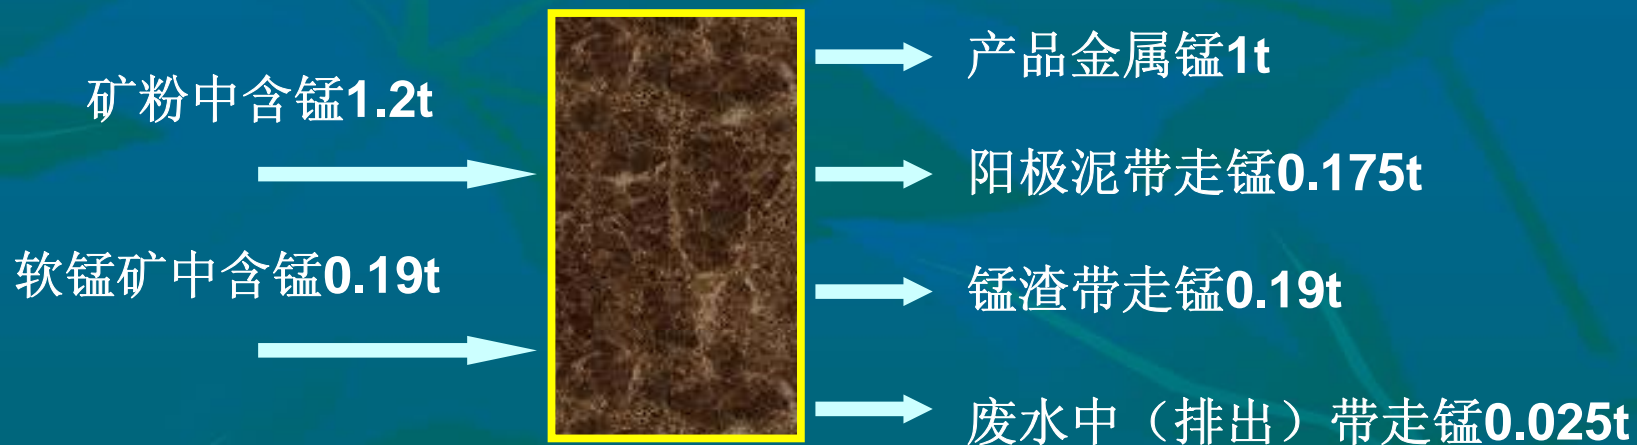 矿粉中含锰1.2t
软锰矿中含锰0.19t
产品金属锰1t
阳极泥带走锰0.175t
锰渣带走锰0.19t
废水中（排出）带走锰0.025t